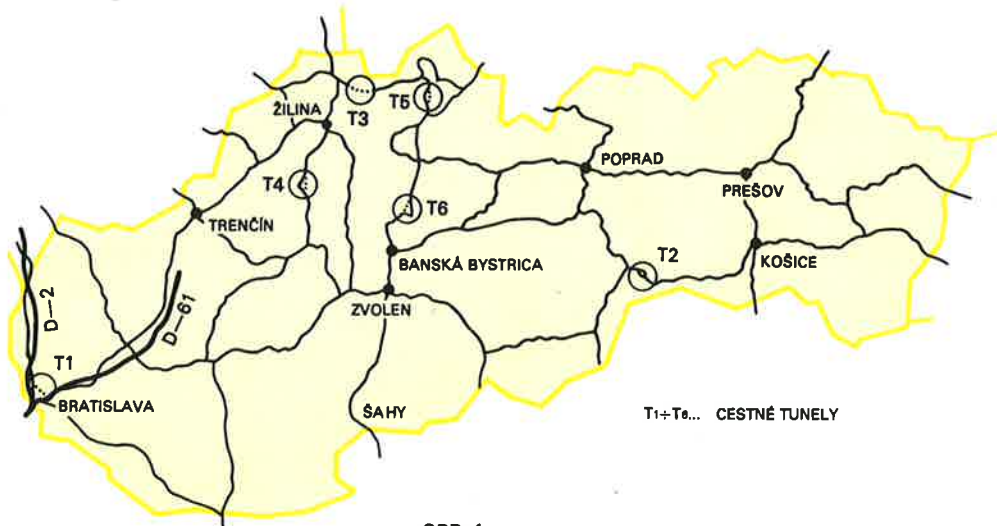 T5
T3
ŽILINA
POPRAD
T4
PREŠOV
T6
TRENČÍN
T2
KOŠICE
BANSKÁ BYSTRICA
D—2
D—61
ZVOLEN
T1
BRATISLAVA
ŠAHY
T1÷T6... CESTNÉ TUNELY